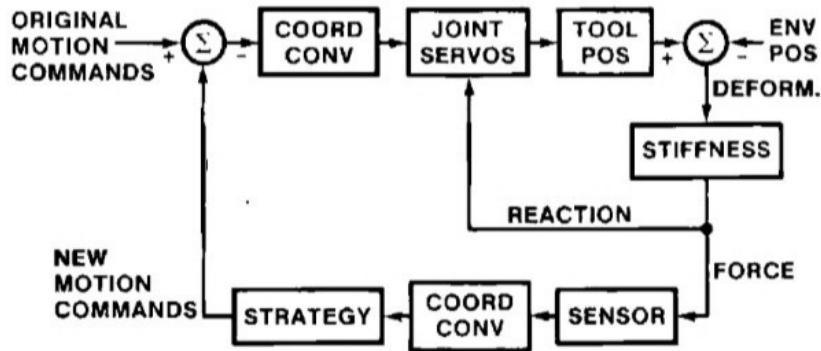 ORIGINAL
MOTION
COMMANDS
+
Σ
−
COORD
CONV
JOINT
SERVOS
TOOL
POS
+
Σ
−
ENV
POS
DEFORM.
STIFFNESS
REACTION
FORCE
NEW
MOTION
COMMANDS
STRATEGY
COORD
CONV
SENSOR